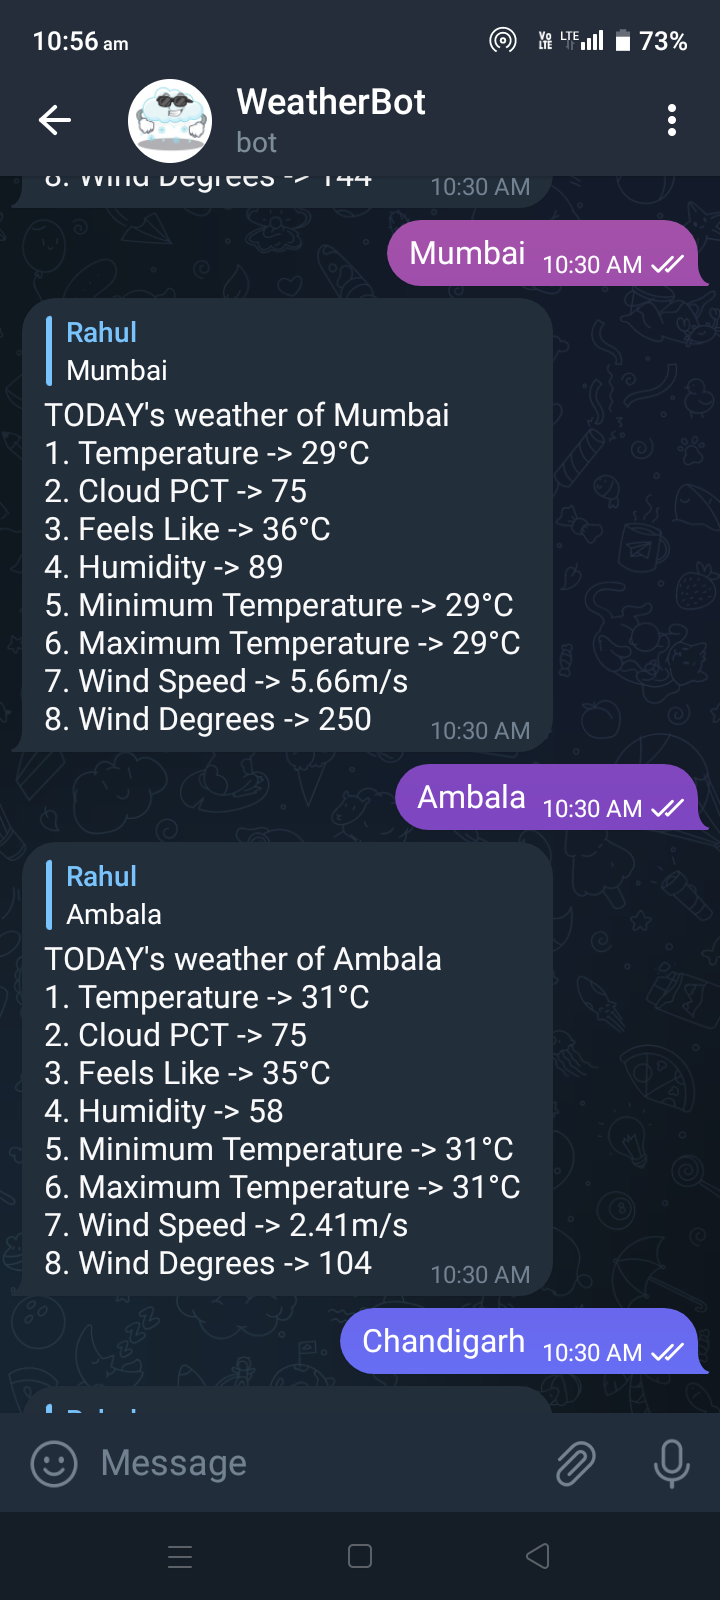 10:56 am
Vo LTE LTE 73%
WeatherBot
bot
8. Wind Degrees -> 144 10:30 AM
Mumbai 10:30 AM
Rahul
Mumbai
TODAY's weather of Mumbai
1. Temperature -> 29°C
2. Cloud PCT -> 75
3. Feels Like -> 36°C
4. Humidity -> 89
5. Minimum Temperature -> 29°C
6. Maximum Temperature -> 29°C
7. Wind Speed -> 5.66m/s
8. Wind Degrees -> 250 10:30 AM
Ambala 10:30 AM
Rahul
Ambala
TODAY's weather of Ambala
1. Temperature -> 31°C
2. Cloud PCT -> 75
3. Feels Like -> 35°C
4. Humidity -> 58
5. Minimum Temperature -> 31°C
6. Maximum Temperature -> 31°C
7. Wind Speed -> 2.41m/s
8. Wind Degrees -> 104 10:30 AM
Chandigarh 10:30 AM
Message